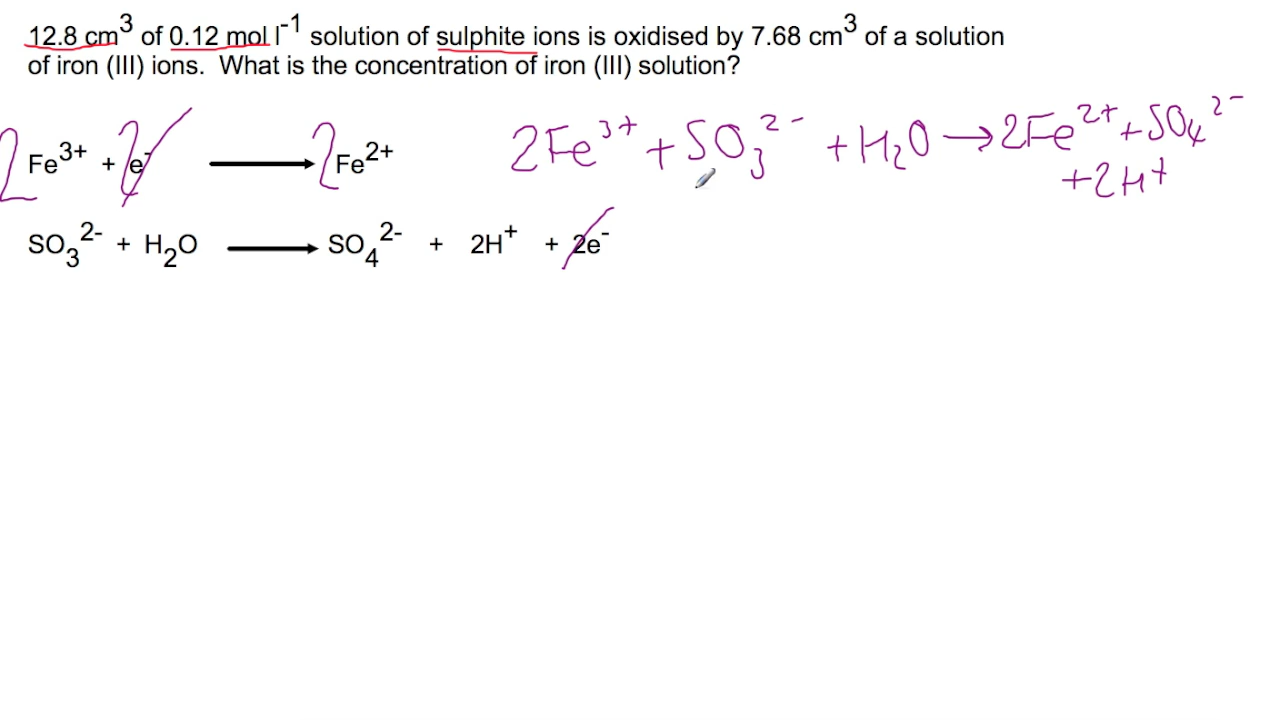 12.8 cm³ of 0.12 mol l⁻¹ solution of sulphite ions is oxidised by 7.68 cm³ of a solution
of iron (III) ions. What is the concentration of iron (III) solution?
2Fe³⁺ + 2e⁻ ⟶ 2Fe²⁺
2Fe³⁺ + SO₃²⁻ + H₂O → 2Fe²⁺ + SO₄²⁻
+ 2H⁺
SO₃²⁻ + H₂O ⟶ SO₄²⁻ + 2H⁺ + 2e⁻